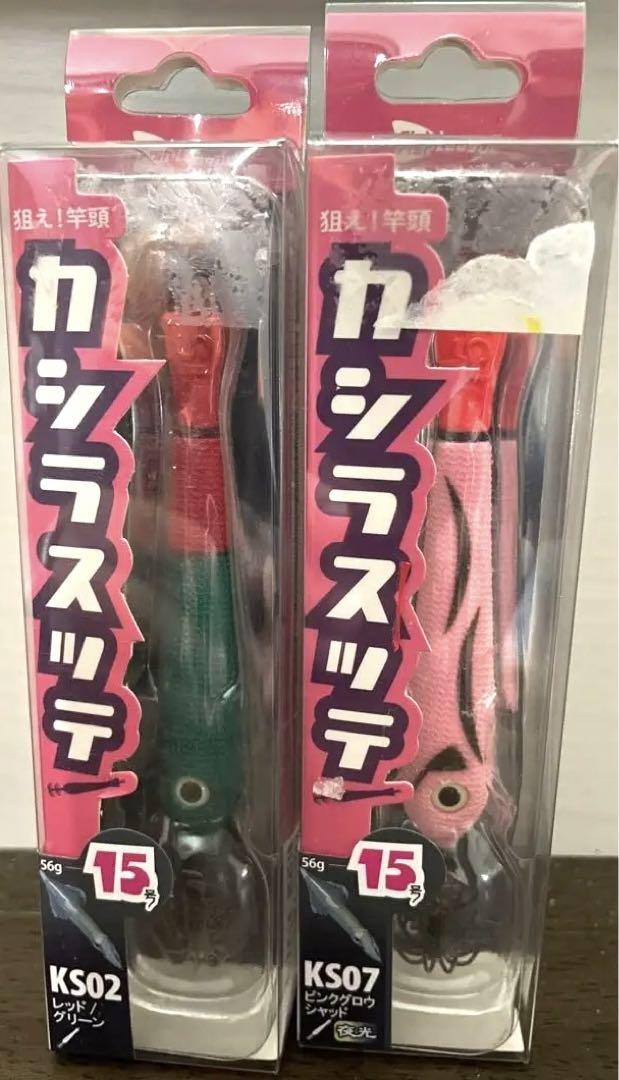 狙え!竿頭
カシラスッテ
56g
15号
KS02
レッド/
グリーン
狙え!竿頭
カシラスッテ
56g
15号
KS07
ピンクグロウ
シャッド
夜光